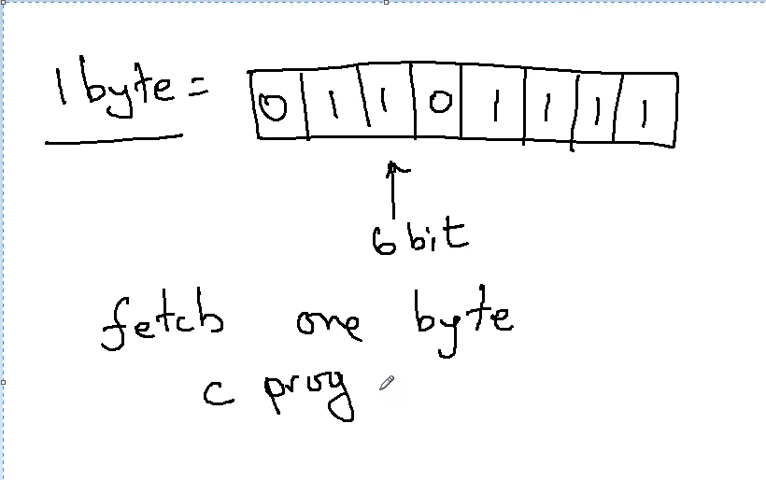 1 byte = 0 1 1 0 1 1 1 1
6 bit
fetch one byte
c prog